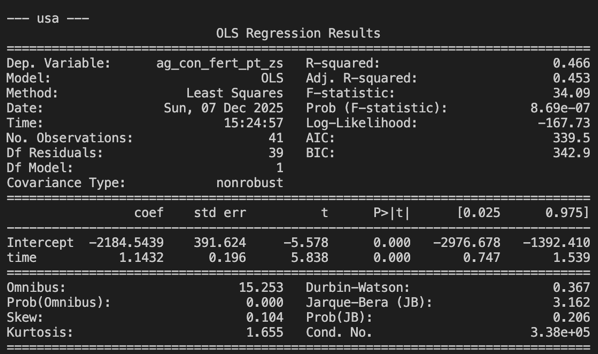 --- usa ---
OLS Regression Results
==============================================================================
Dep. Variable:     ag_con_fert_pt_zs   R-squared:                       0.466
Model:                           OLS   Adj. R-squared:                  0.453
Method:                Least Squares   F-statistic:                     34.09
Date:               Sun, 07 Dec 2025   Prob (F-statistic):           8.69e-07
Time:                       15:24:57   Log-Likelihood:                -167.73
No. Observations:                 41   AIC:                             339.5
Df Residuals:                     39   BIC:                             342.9
Df Model:                          1
Covariance Type:           nonrobust
==============================================================================
coef    std err          t      P>|t|      [0.025      0.975]
------------------------------------------------------------------------------
Intercept  -2184.5439    391.624     -5.578      0.000   -2976.678   -1392.410
time           1.1432      0.196      5.838      0.000       0.747       1.539
==============================================================================
Omnibus:                       15.253   Durbin-Watson:                   0.367
Prob(Omnibus):                  0.000   Jarque-Bera (JB):                3.162
Skew:                           0.104   Prob(JB):                        0.206
Kurtosis:                       1.655   Cond. No.                     3.38e+05
==============================================================================